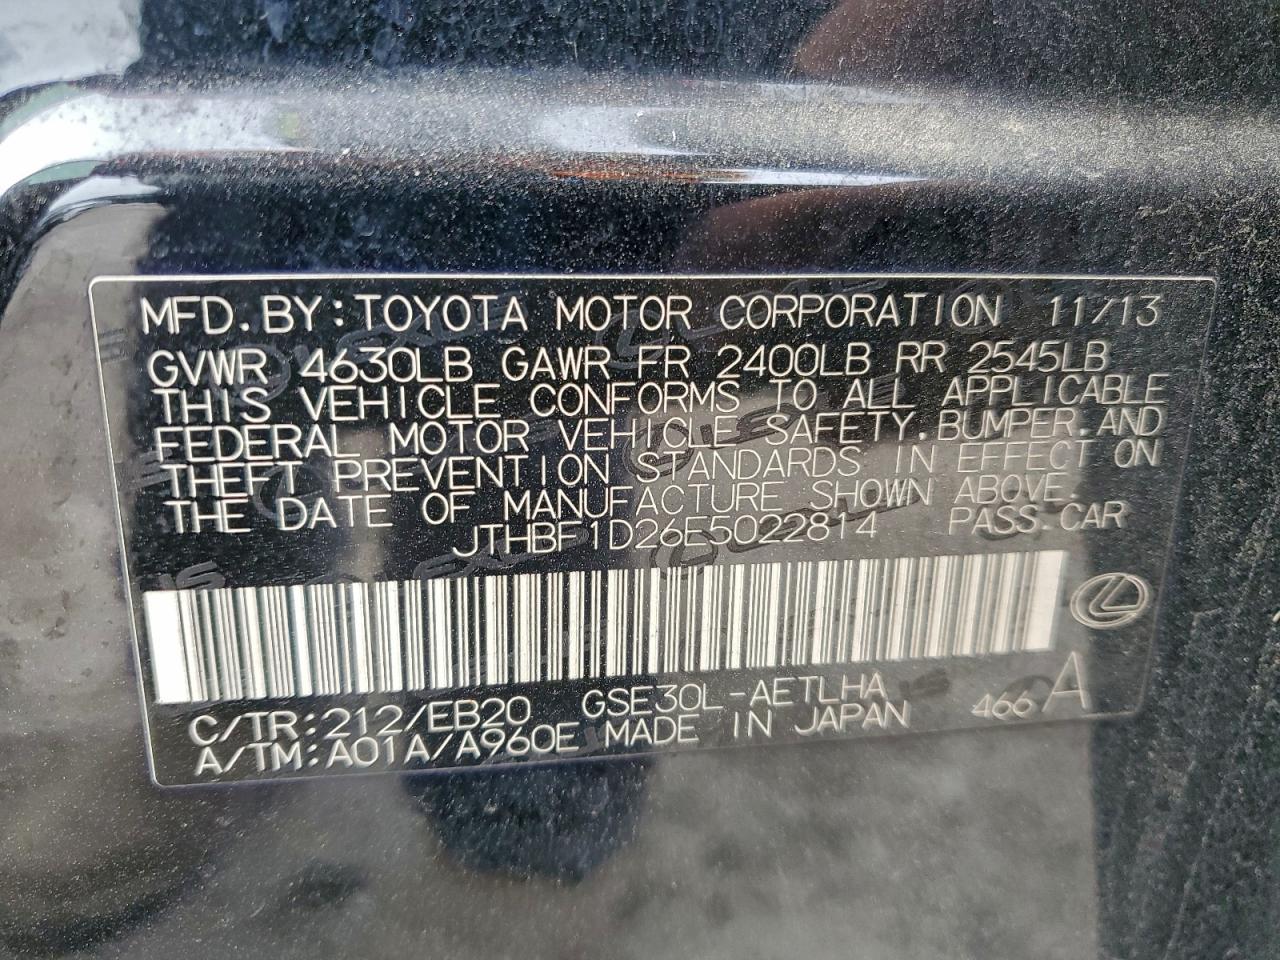 MFD.BY:TOYOTA MOTOR CORPORATION 11/13
GVWR 4630LB GAWR FR 2400LB RR 2545LB
THIS VEHICLE CONFORMS TO ALL APPLICABLE
FEDERAL MOTOR VEHICLE SAFETY,BUMPER,AND
THEFT PREVENTION STANDARDS IN EFFECT ON
THE DATE OF MANUFACTURE SHOWN ABOVE.
JTHBF1D26E5022814 PASS.CAR
C/TR:212/EB20 GSE30L-AETLHA 466 A
A/TM:A01A/A960E MADE IN JAPAN